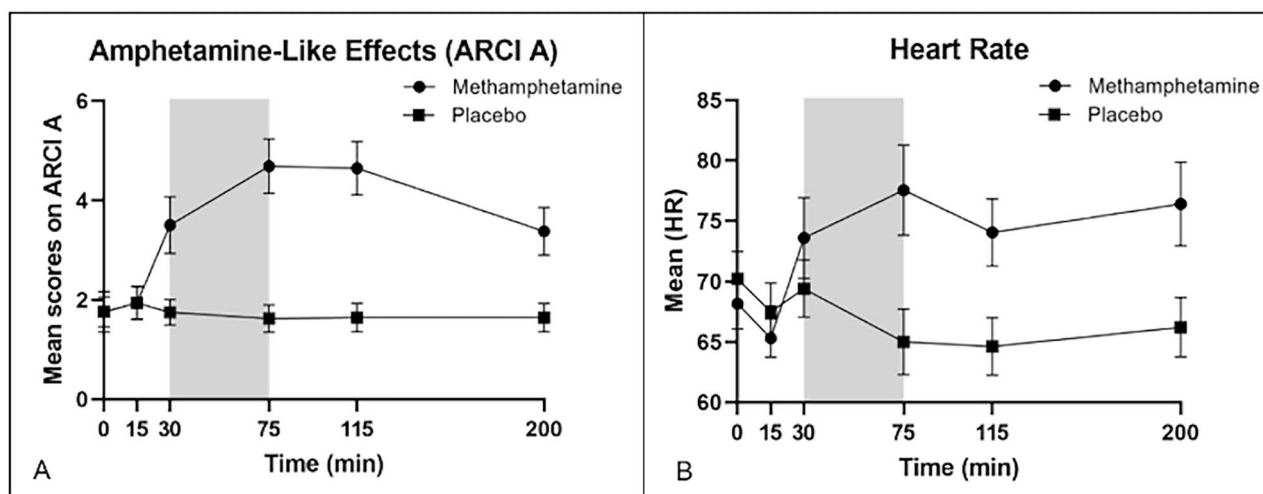 Amphetamine-Like Effects (ARCI A)
Methamphetamine
Placebo
Mean scores on ARCI A
6
4
2
0
0 15 30 75 115 200
Time (min)
A
Heart Rate
Methamphetamine
Placebo
Mean (HR)
85
80
75
70
65
60
0 15 30 75 115 200
Time (min)
B